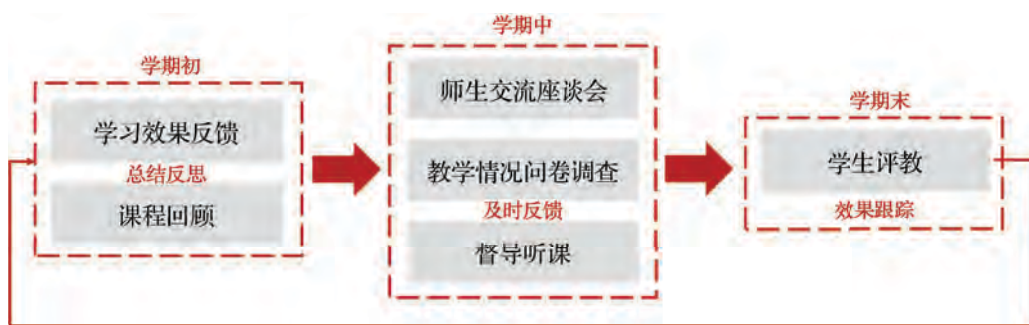 学期初
学习效果反馈
总结反思
课程回顾
学期中
师生交流座谈会
教学情况问卷调查
及时反馈
督导听课
学期末
学生评教
效果跟踪